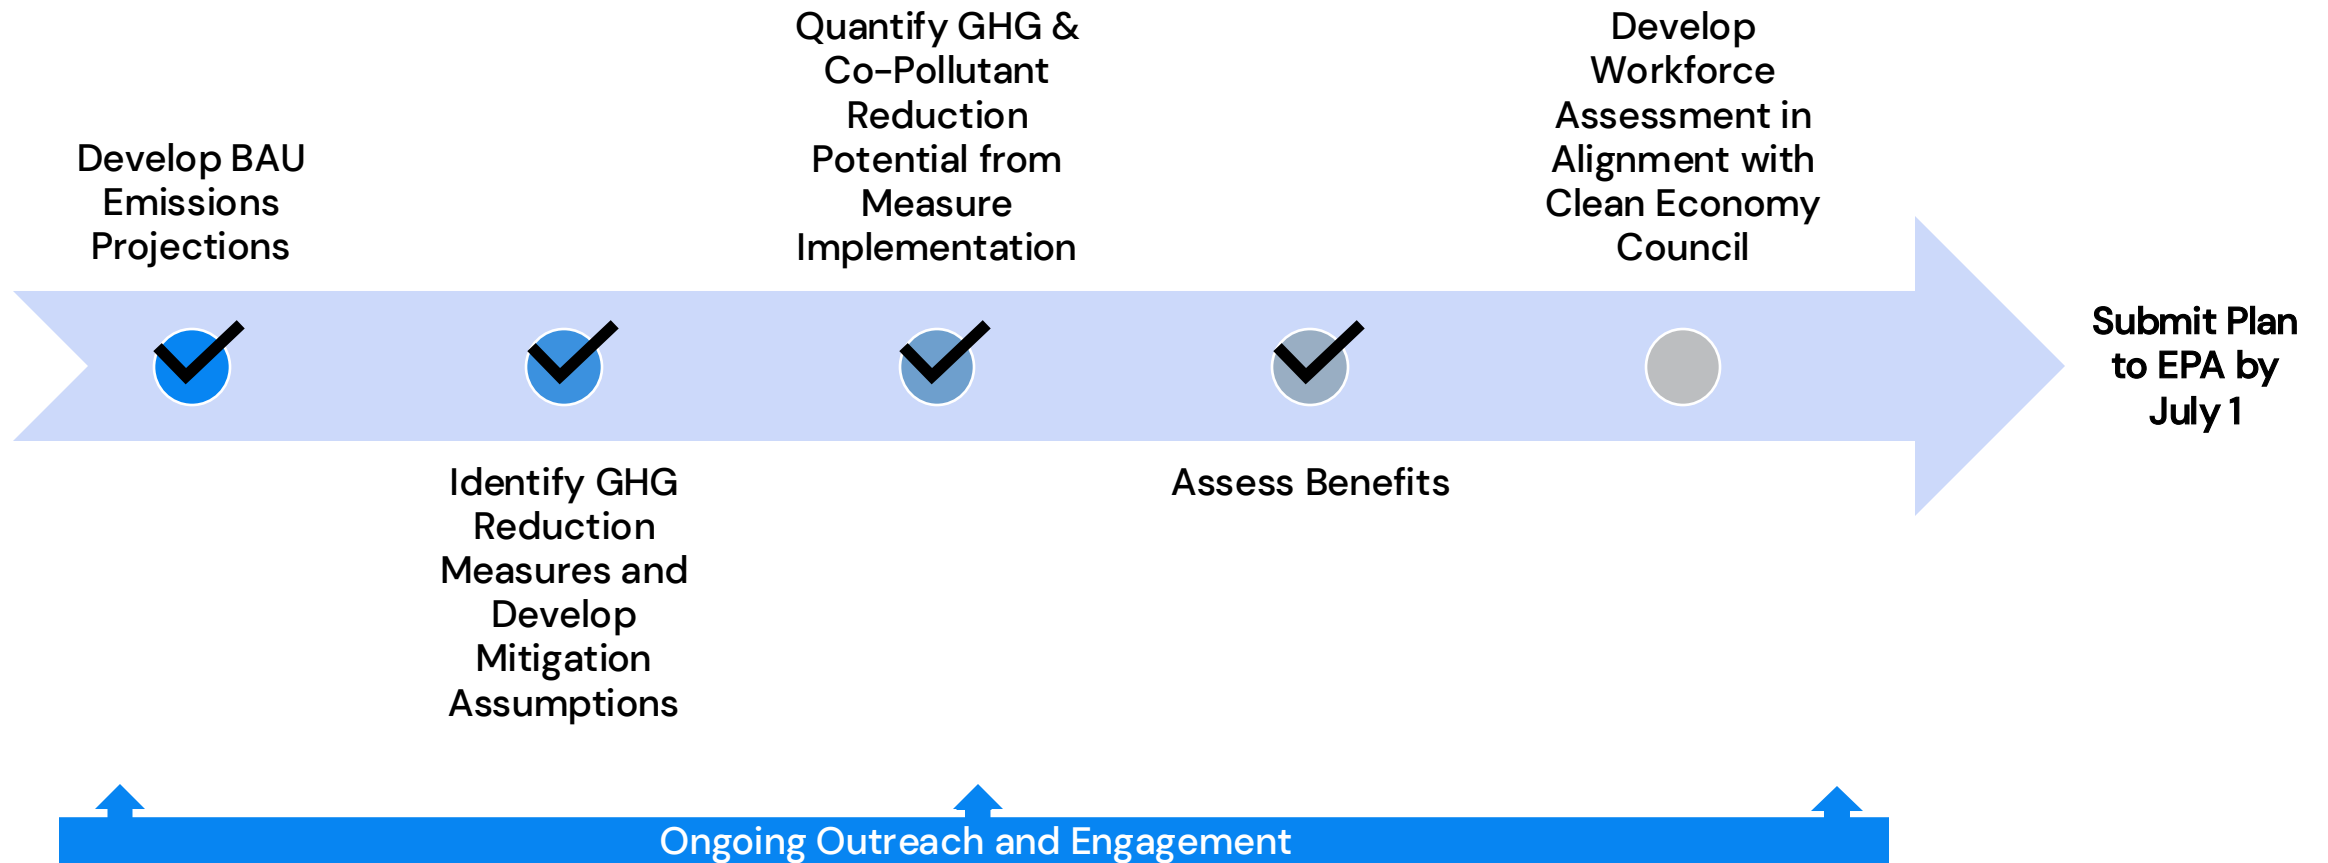 Develop BAU
Emissions
Projections
Identify GHG
Reduction
Measures and
Develop
Mitigation
Assumptions
Quantify GHG &
Co-Pollutant
Reduction
Potential from
Measure
Implementation
Assess Benefits
Develop
Workforce
Assessment in
Alignment with
Clean Economy
Council
Submit Plan
to EPA by
July 1
Ongoing Outreach and Engagement